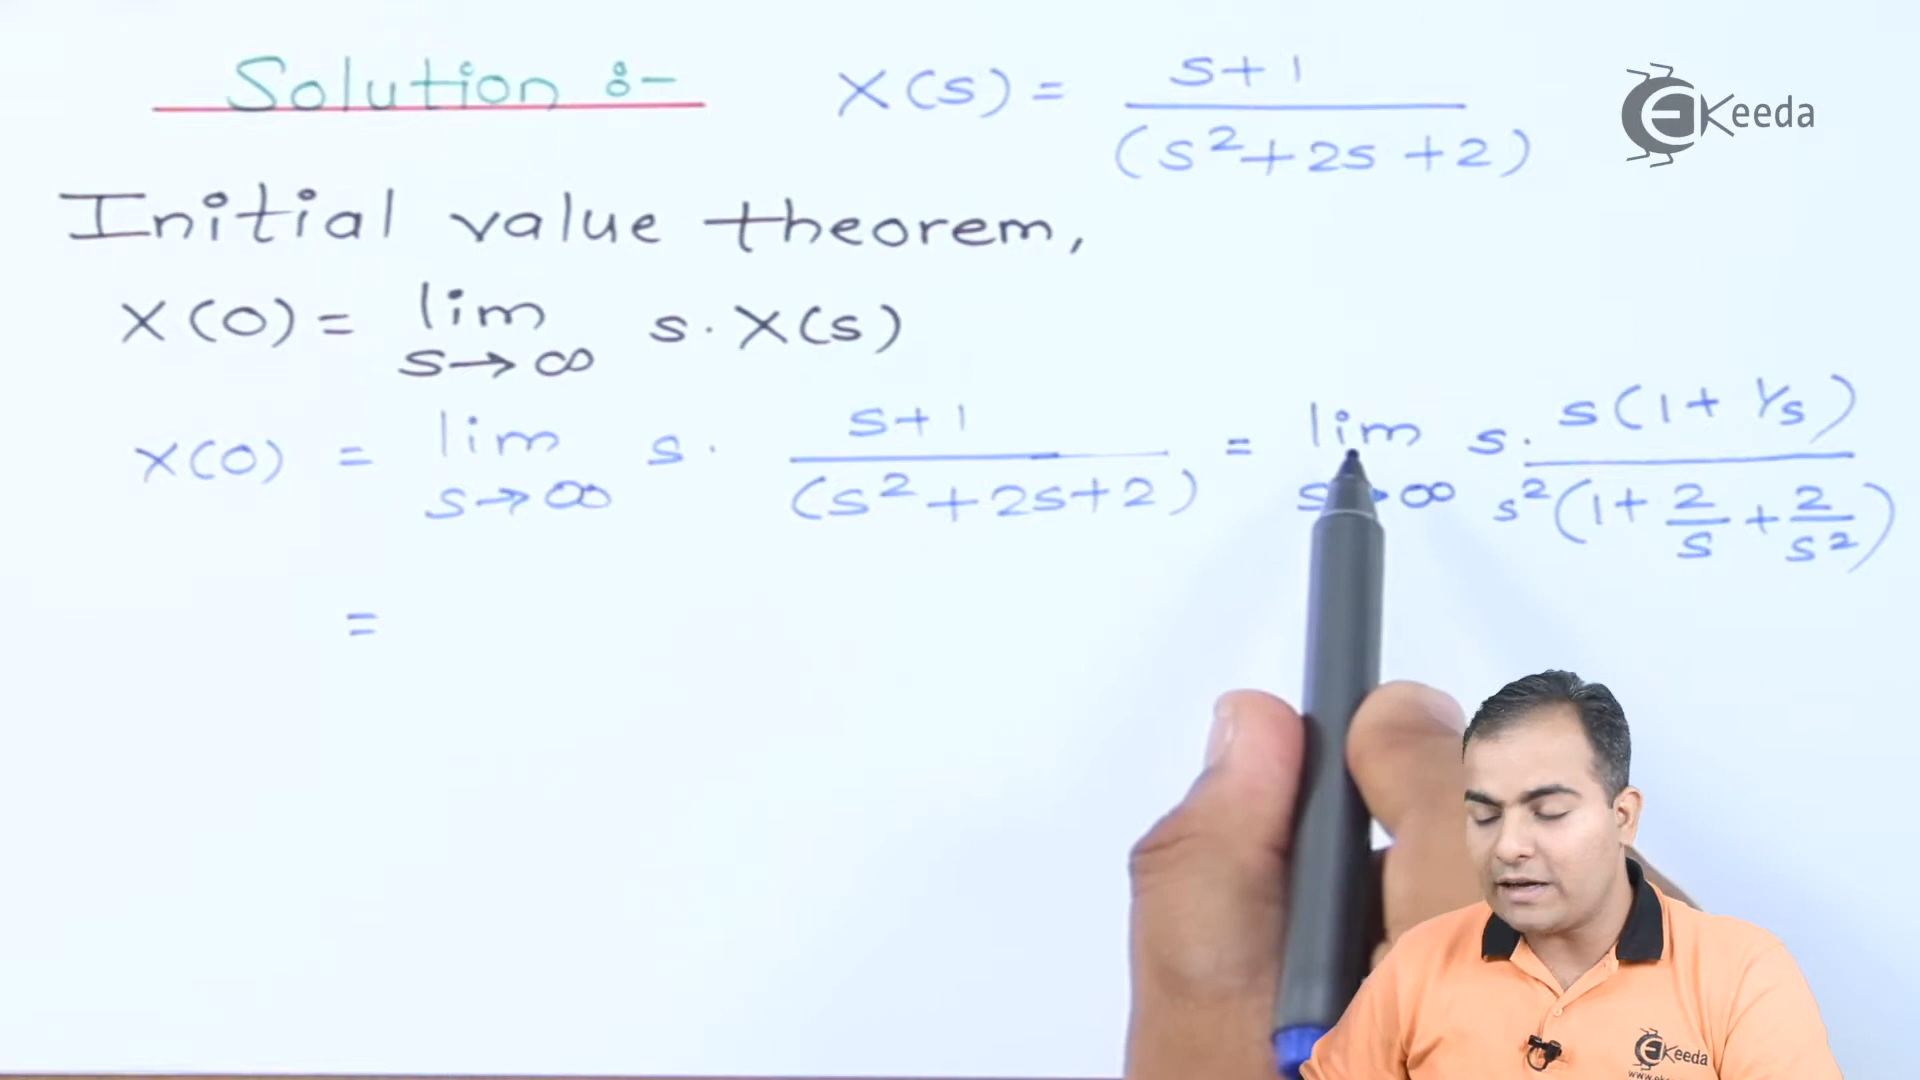 Solution :-
X(s) = s+1 / (s²+2s+2)
EKeeda
Initial value theorem,
X(0) = lim s→∞ s·X(s)
X(0) = lim s→∞ s· s+1 / (s²+2s+2) = lim s→∞ s· s(1+1/s) / s²(1+2/s+2/s²)
=
EKeeda